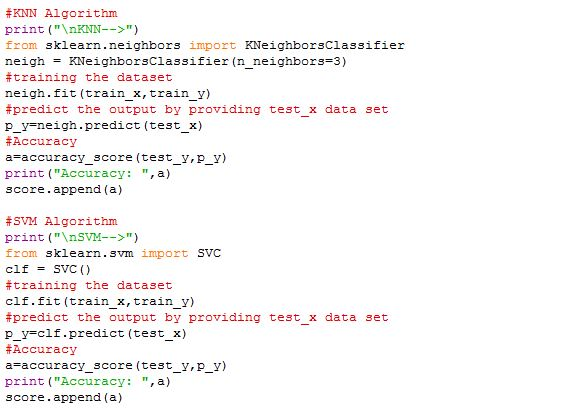 #KNN Algorithm
print("\nKNN-->")
from sklearn.neighbors import KNeighborsClassifier
neigh = KNeighborsClassifier(n_neighbors=3)
#training the dataset
neigh.fit(train_x,train_y)
#predict the output by providing test_x data set
p_y=neigh.predict(test_x)
#Accuracy
a=accuracy_score(test_y,p_y)
print("Accuracy: ",a)
score.append(a)

#SVM Algorithm
print("\nSVM-->")
from sklearn.svm import SVC
clf = SVC()
#training the dataset
clf.fit(train_x,train_y)
#predict the output by providing test_x data set
p_y=clf.predict(test_x)
#Accuracy
a=accuracy_score(test_y,p_y)
print("Accuracy: ",a)
score.append(a)